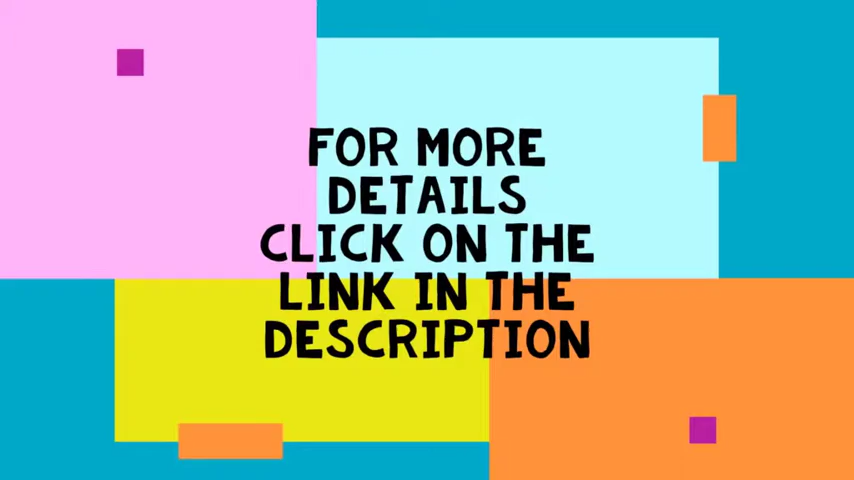 FOR MORE
DETAILS
CLICK ON THE
LINK IN THE
DESCRIPTION